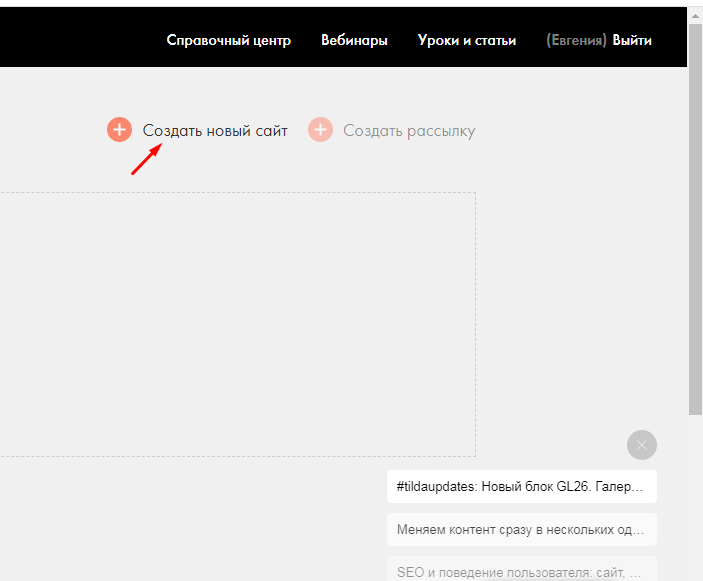 Справочный центр Вебинары Уроки и статьи (Евгения) Выйти
Создать новый сайт Создать рассылку
#tildaupdates: Новый блок GL26. Галер...
Меняем контент сразу в нескольких од...
SEO и поведение пользователя: сайт, ...